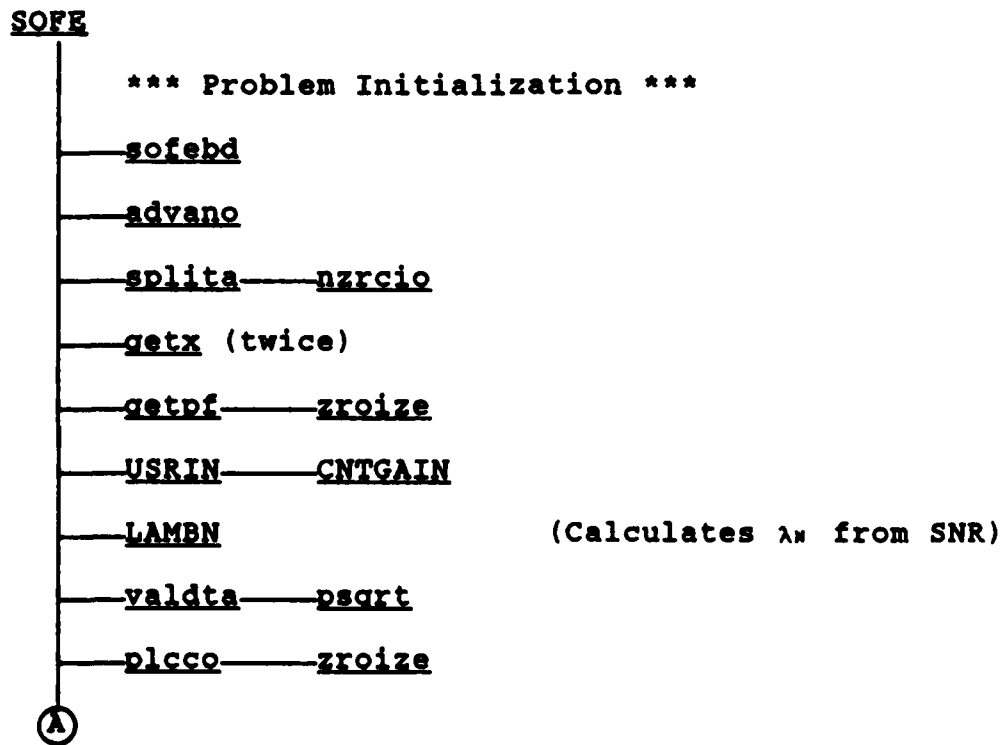 SOFE
*** Problem Initialization ***
sofebd
advano
splita nzrcio
getx (twice)
getpf zroize
USRIN CNTGAIN
LAMBN (Calculates λN from SNR)
valdta psqrt
plcco zroize
A